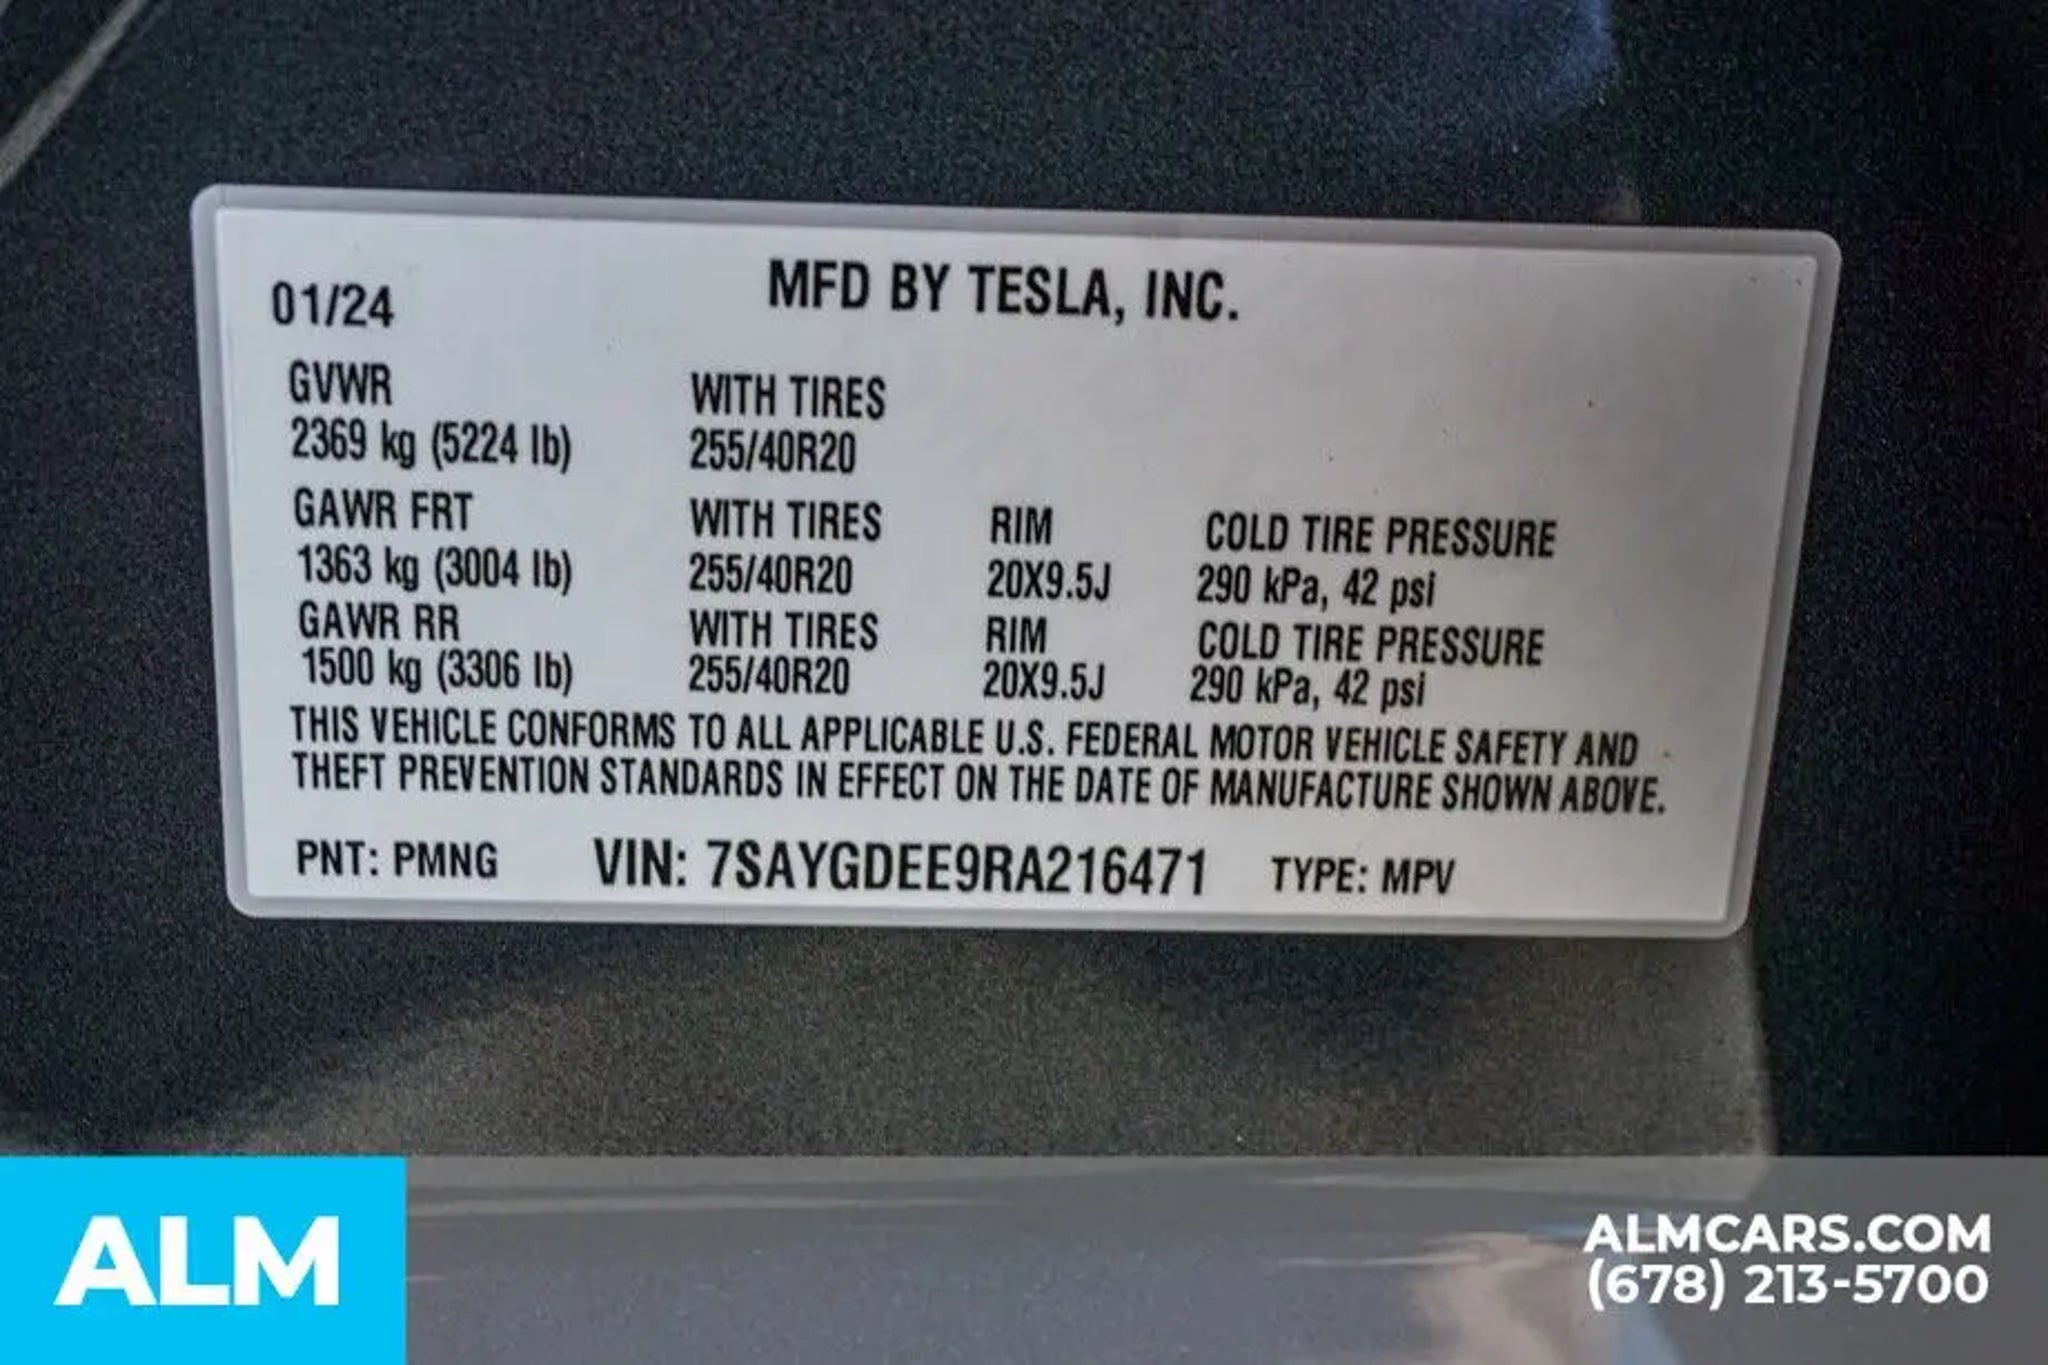 01/24 MFD BY TESLA, INC.
GVWR WITH TIRES
2369 kg (5224 lb) 255/40R20
GAWR FRT WITH TIRES RIM COLD TIRE PRESSURE
1363 kg (3004 lb) 255/40R20 20X9.5J 290 kPa, 42 psi
GAWR RR WITH TIRES RIM COLD TIRE PRESSURE
1500 kg (3306 lb) 255/40R20 20X9.5J 290 kPa, 42 psi
THIS VEHICLE CONFORMS TO ALL APPLICABLE U.S. FEDERAL MOTOR VEHICLE SAFETY AND
THEFT PREVENTION STANDARDS IN EFFECT ON THE DATE OF MANUFACTURE SHOWN ABOVE.
PNT: PMNG VIN: 7SAYGDEE9RA216471 TYPE: MPV
ALM
ALMCARS.COM
(678) 213-5700